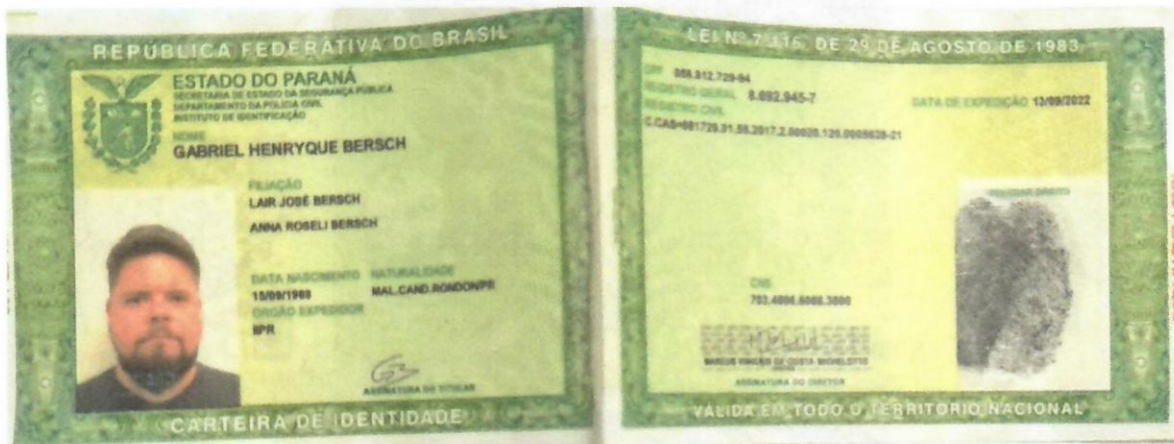 REPÚBLICA FEDERATIVA DO BRASIL
ESTADO DO PARANÁ
SECRETARIA DE ESTADO DA SEGURANÇA PÚBLICA
DEPARTAMENTO DA POLÍCIA CIVIL
INSTITUTO DE IDENTIFICAÇÃO
NOME
GABRIEL HENRYQUE BERSCH
FILIAÇÃO
LAIR JOSÉ BERSCH
ANNA ROSELI BERSCH
DATA NASCIMENTO NATURALIDADE
MAL.CAND.RONDON/PR
ÓRGÃO EXPEDIDOR
IIPR
ASSINATURA DO TITULAR
CARTEIRA DE IDENTIDADE
LEI Nº 7.116, DE 29 DE AGOSTO DE 1983
CPF
REGISTRO GERAL 8.692.945-7
DATA DE EXPEDIÇÃO 13/09/2022
REGISTRO CIVIL
POLEGAR DIREITO
CNS
ASSINATURA DO DIRETOR
VÁLIDA EM TODO O TERRITÓRIO NACIONAL